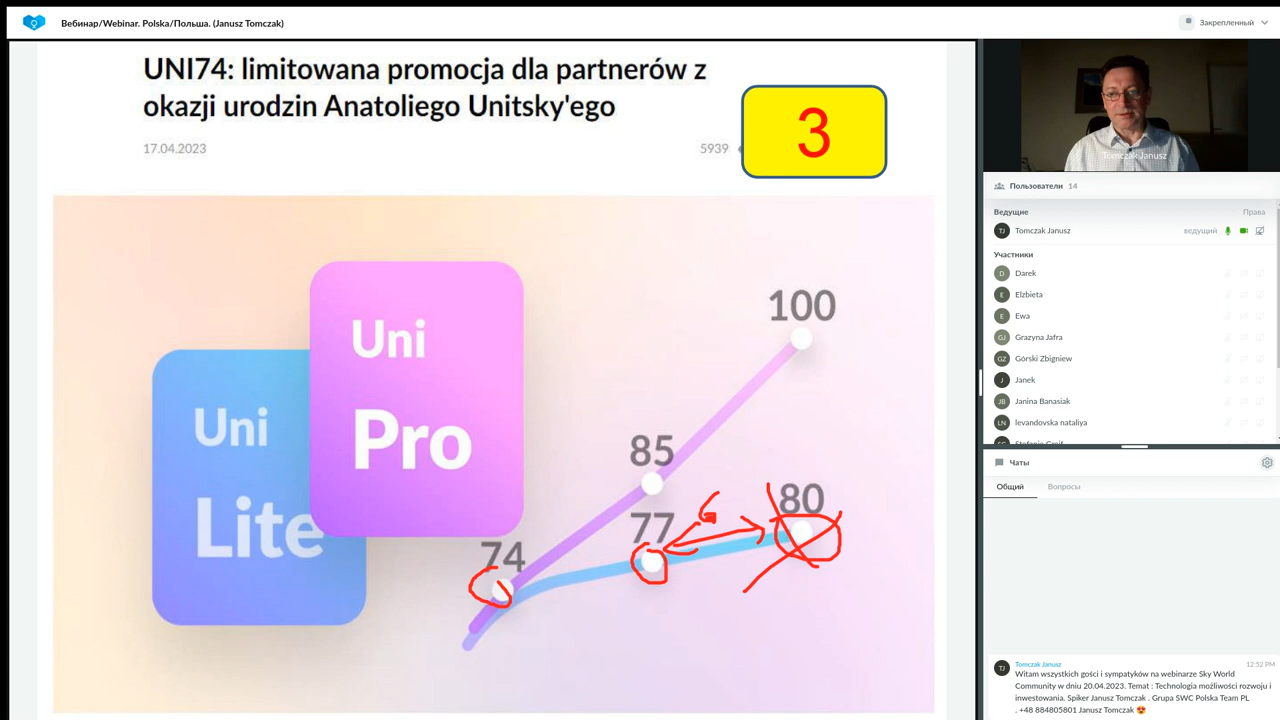 Вебинар/Webinar. Polska/Польша. (Janusz Tomczak)
Закрепленный
UNI74: limitowana promocja dla partnerów z
okazji urodzin Anatoliego Unitsky'ego
17.04.2023
5939
3
Uni
Pro
Uni
Lite
100
85
80
77
74
6
Tomczak Janusz
Пользователи 14
Ведущие
Права
TJ Tomczak Janusz ведущий
Участники
D Darek
E Elzbieta
E Ewa
GJ Grazyna Jafra
GZ Górski Zbigniew
J Janek
JB Janina Banasiak
LN levandovska nataliya
Чаты
Общий Вопросы
TJ Tomczak Janusz 12:52 PM
Witam wszystkich gości i sympatyków na webinarze Sky World
Community w dniu 20.04.2023. Temat : Technologia możliwości rozwoju i
inwestowania. Spiker Janusz Tomczak . Grupa SWC Polska Team PL
. +48 884805801 Janusz Tomczak 😍